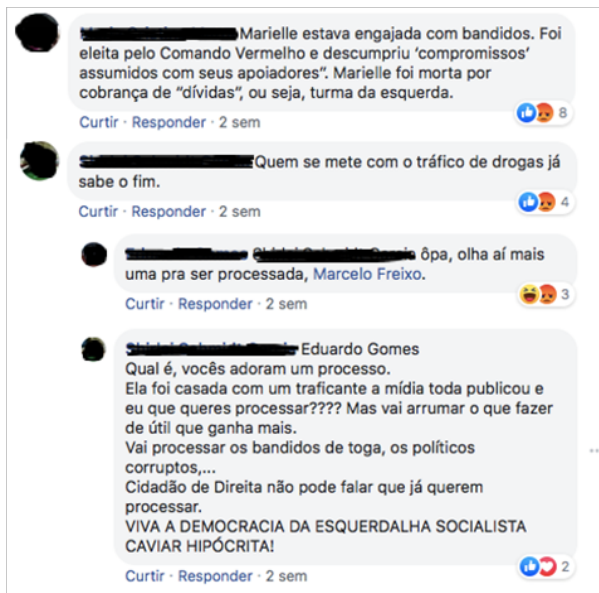 Marielle estava engajada com bandidos. Foi
eleita pelo Comando Vermelho e descumpriu ‘compromissos’
assumidos com seus apoiadores”. Marielle foi morta por
cobrança de “dívidas”, ou seja, turma da esquerda.
8
Curtir · Responder · 2 sem
Quem se mete com o tráfico de drogas já
sabe o fim.
4
Curtir · Responder · 2 sem
ôpa, olha aí mais
uma pra ser processada, Marcelo Freixo.
3
Curtir · Responder · 2 sem
Eduardo Gomes
Qual é, vocês adoram um processo.
Ela foi casada com um traficante a mídia toda publicou e
eu que queres processar???? Mas vai arrumar o que fazer
de útil que ganha mais.
Vai processar os bandidos de toga, os políticos
corruptos,...
Cidadão de Direita não pode falar que já querem
processar.
VIVA A DEMOCRACIA DA ESQUERDALHA SOCIALISTA
CAVIAR HIPÓCRITA!
2
Curtir · Responder · 2 sem